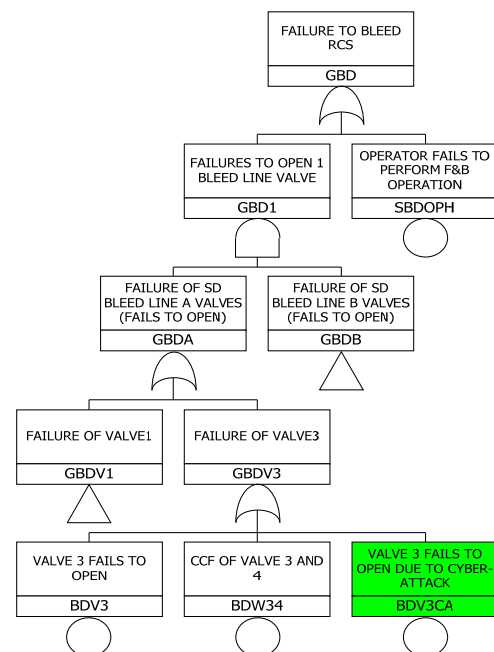 FAILURE TO BLEED
RCS
GBD
FAILURES TO OPEN 1
BLEED LINE VALVE
GBD1
OPERATOR FAILS TO
PERFORM F&B
OPERATION
SBDOPH
FAILURE OF SD
BLEED LINE A VALVES
(FAILS TO OPEN)
GBDA
FAILURE OF SD
BLEED LINE B VALVES
(FAILS TO OPEN)
GBDB
FAILURE OF VALVE1
GBDV1
FAILURE OF VALVE3
GBDV3
VALVE 3 FAILS TO
OPEN
BDV3
CCF OF VALVE 3 AND
4
BDW34
VALVE 3 FAILS TO
OPEN DUE TO CYBER-
ATTACK
BDV3CA